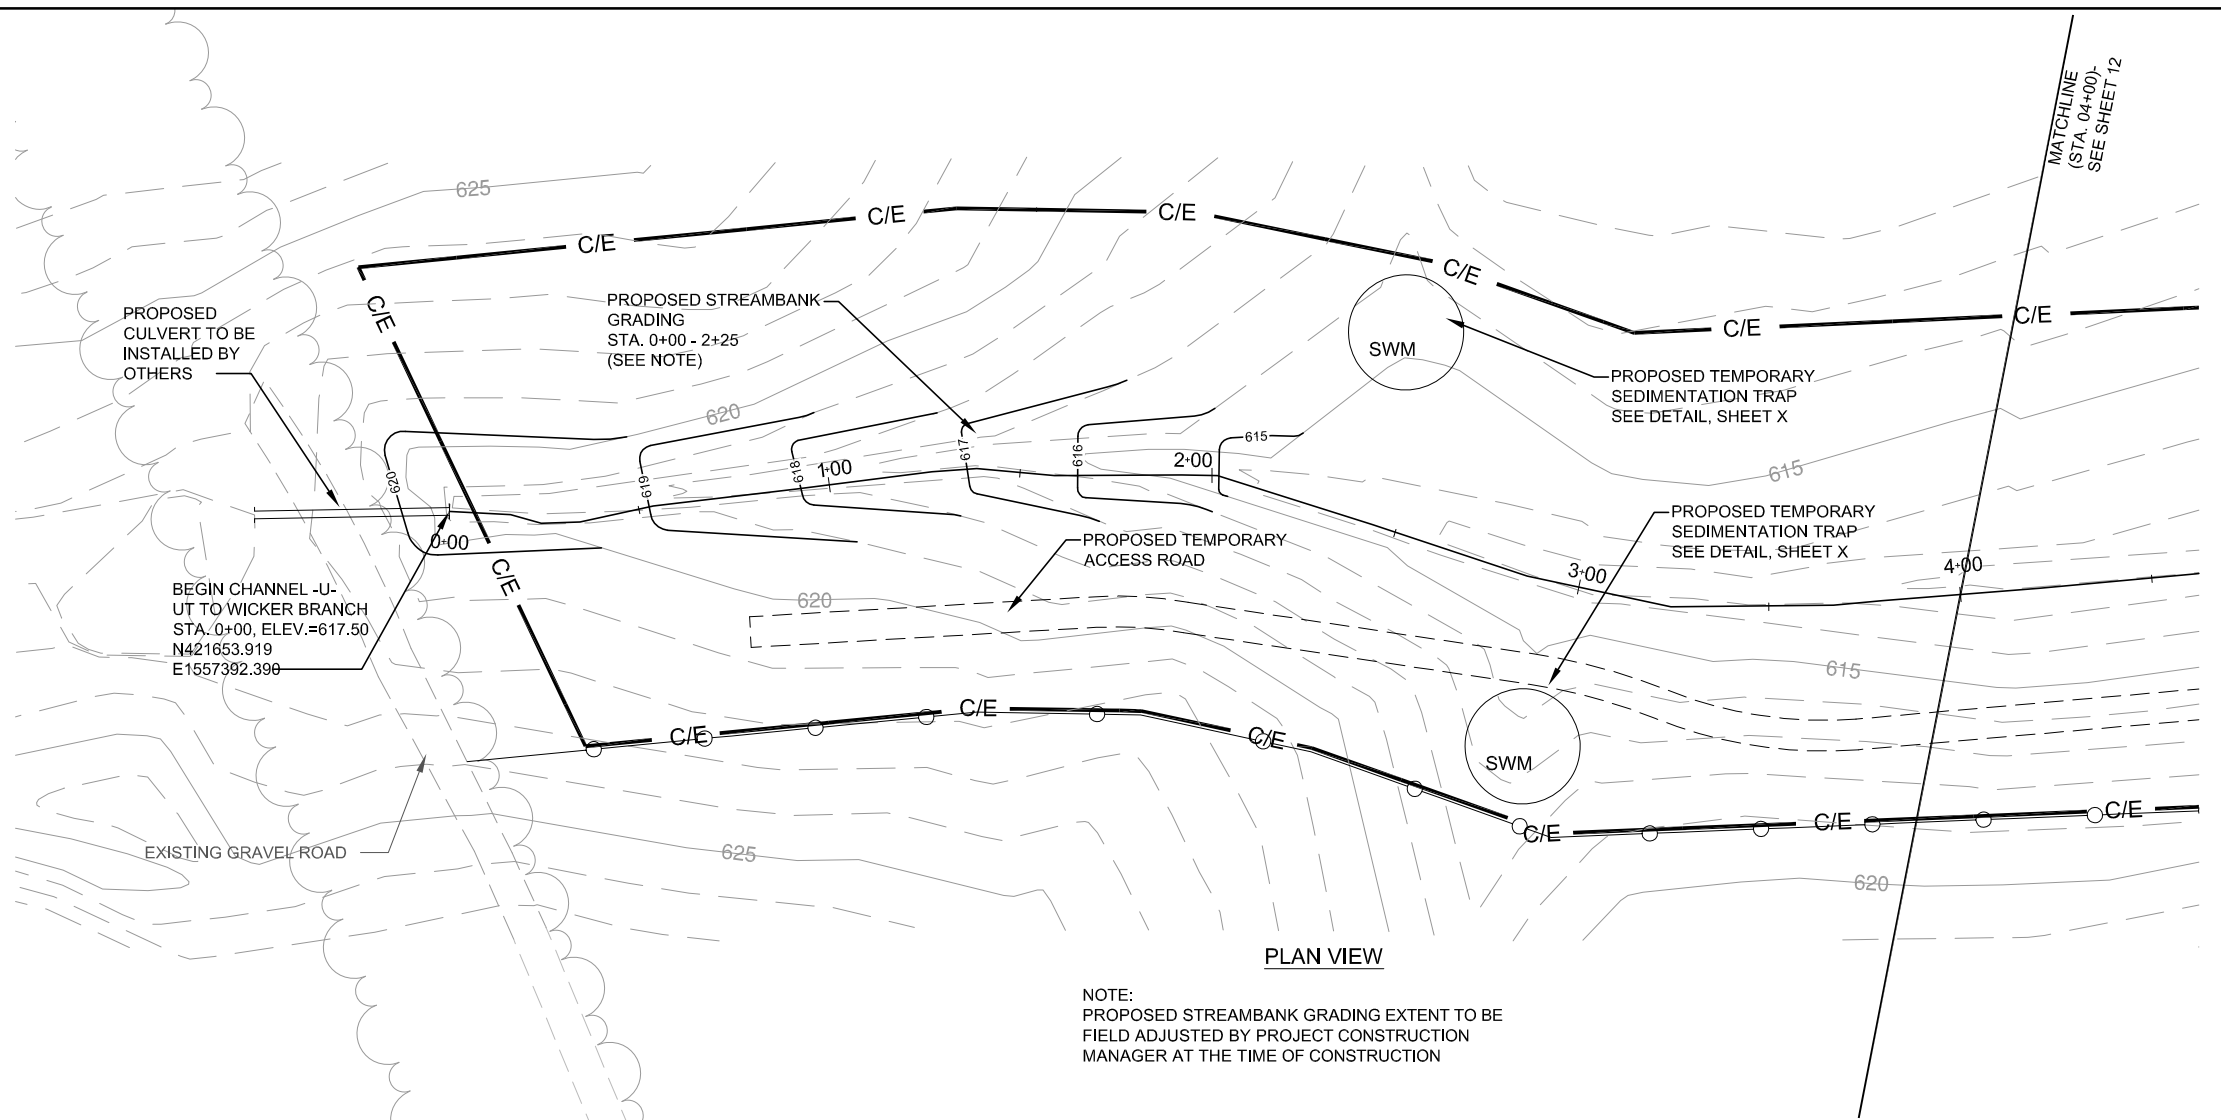 MATCHLINE
(STA. 04+00)-
SEE SHEET 12
625
C/E
C/E
C/E
C/E
C/E
C/E
C/E
PROPOSED
CULVERT TO BE
INSTALLED BY
OTHERS
PROPOSED STREAMBANK
GRADING
STA. 0+00 - 2+25
(SEE NOTE)
SWM
PROPOSED TEMPORARY
SEDIMENTATION TRAP
SEE DETAIL, SHEET X
620
620
619
618
617
616
615
615
0+00
1+00
2+00
3+00
4+00
PROPOSED TEMPORARY
SEDIMENTATION TRAP
SEE DETAIL, SHEET X
PROPOSED TEMPORARY
ACCESS ROAD
C/E
BEGIN CHANNEL -U-
UT TO WICKER BRANCH
STA. 0+00, ELEV.=617.50
N421653.919
E1557392.390
620
615
C/E
C/E
C/E
SWM
C/E
C/E
C/E
EXISTING GRAVEL ROAD
625
620
PLAN VIEW
NOTE:
PROPOSED STREAMBANK GRADING EXTENT TO BE
FIELD ADJUSTED BY PROJECT CONSTRUCTION
MANAGER AT THE TIME OF CONSTRUCTION